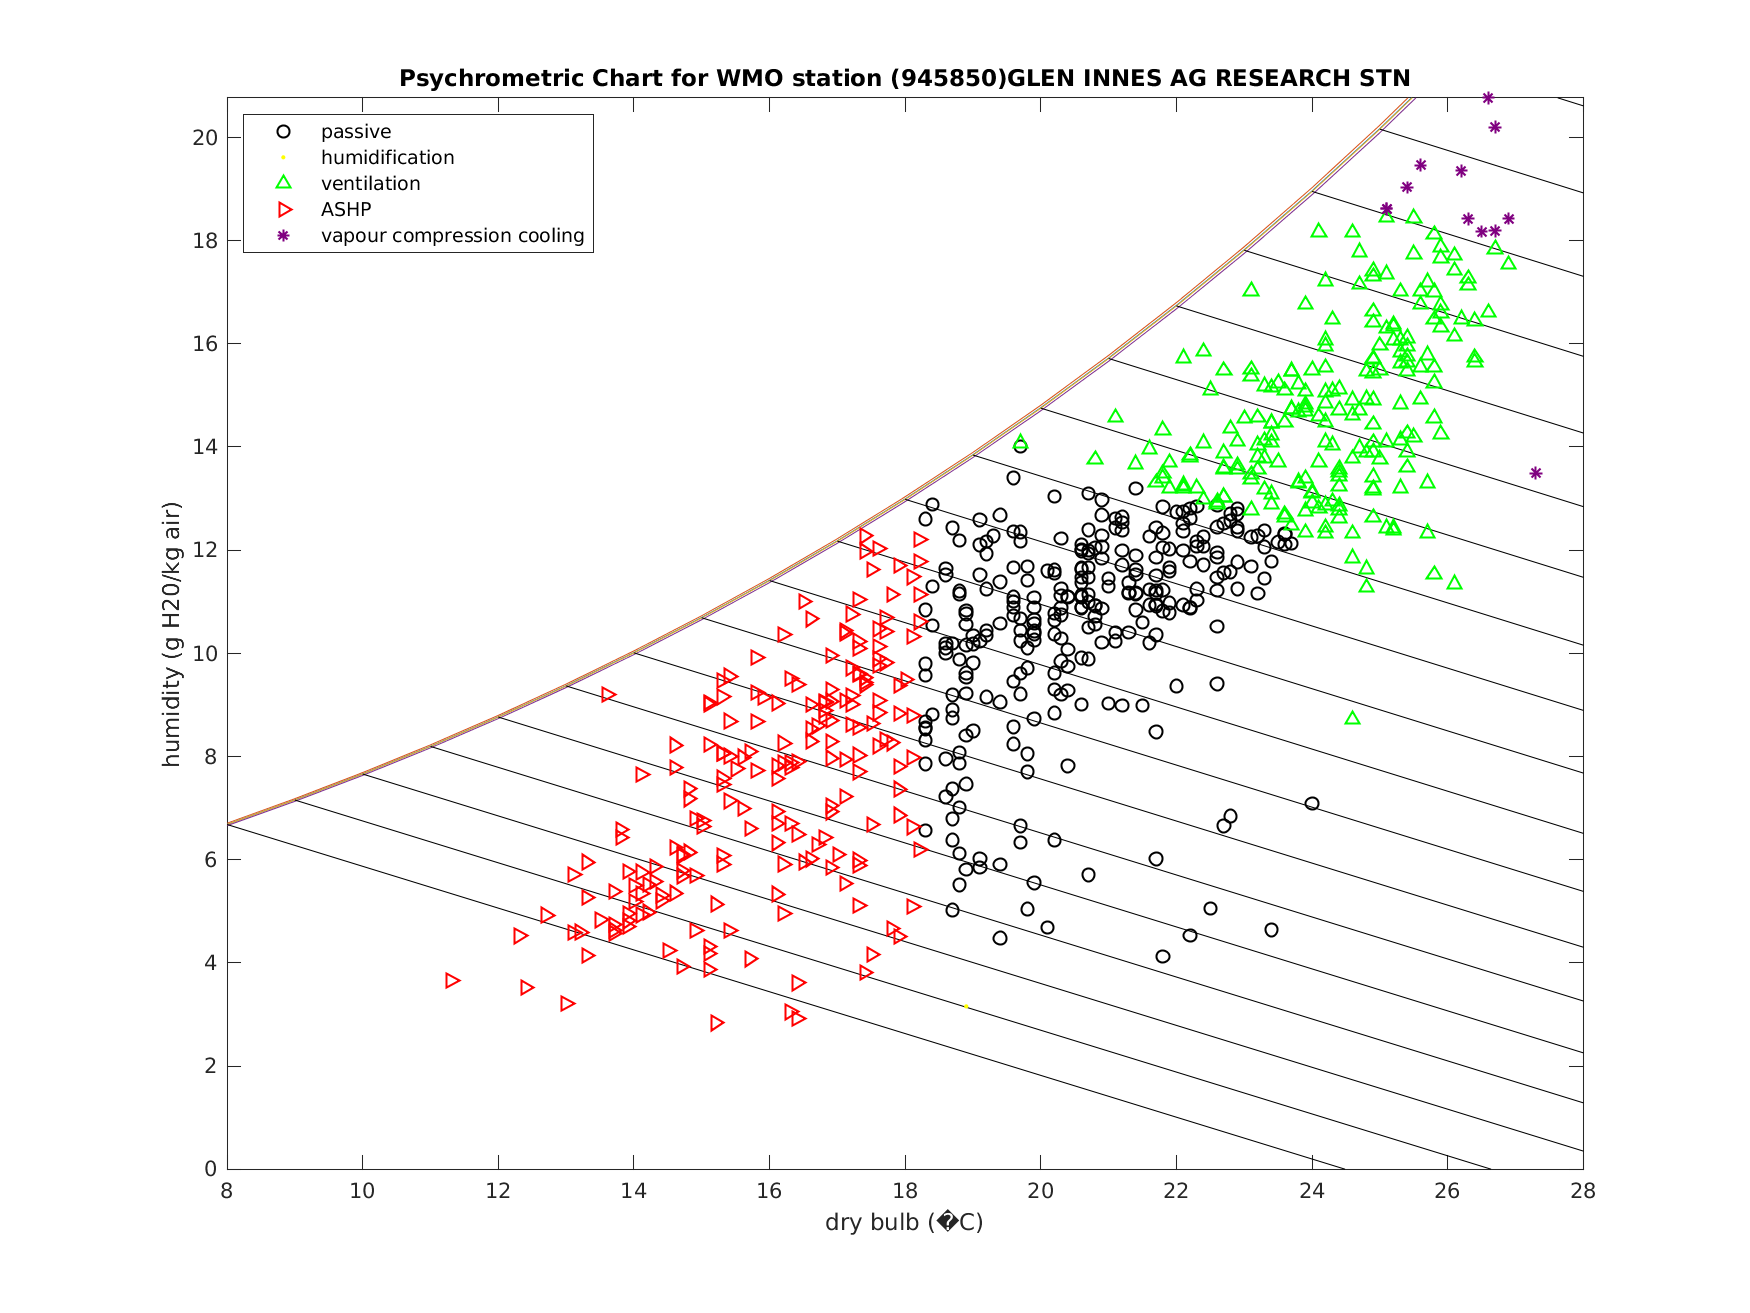 Psychrometric Chart for WMO station (945850)GLEN INNES AG RESEARCH STN
passive
humidification
ventilation
ASHP
vapour compression cooling
humidity (g H20/kg air)
20
18
16
14
12
10
8
6
4
2
0
8 10 12 14 16 18 20 22 24 26 28
dry bulb (�C)